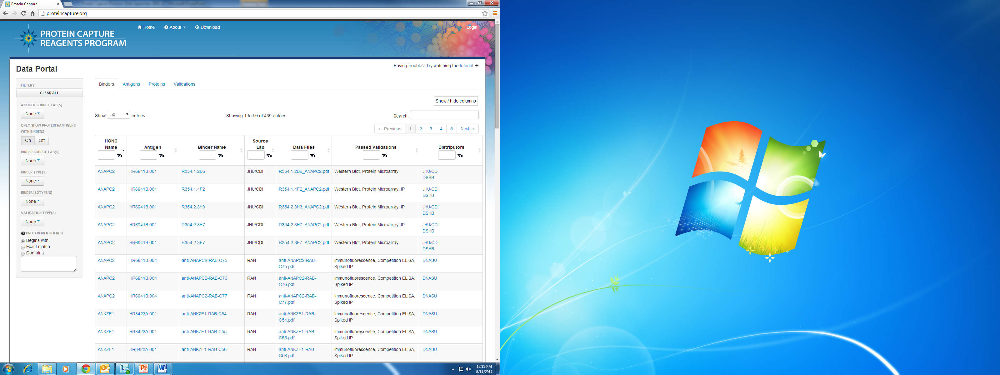 Protein Capture
proteincapture.org
PROTEIN CAPTURE
REAGENTS PROGRAM
Home About Download Login
Data Portal
Having trouble? Try watching the tutorial
FILTERS:
CLEAR ALL
ANTIGEN SOURCE LAB(S)
None
ONLY SHOW PROTEINS/ANTIGENS
WITH BINDERS
On Off
BINDER SOURCE LAB(S)
None
BINDER TYPE(S)
None
BINDER ISOTYPE(S)
None
VALIDATION TYPE(S)
None
PROTEIN IDENTIFIER(S)
Begins with
Exact match
Contains
Binders Antigens Proteins Validations
Show / hide columns
Show 50 entries Showing 1 to 50 of 439 entries Search:
← Previous 1 2 3 4 5 Next →
HGNC Name Antigen Binder Name Source Lab Data Files Passed Validations Distributors
ANAPC2 HR6941B.001 R354.1.2B6 JHU/CDI R354.1.2B6_ANAPC2.pdf Western Blot, Protein Microarray JHU/CDI
DSHB
ANAPC2 HR6941B.001 R354.1.4F2 JHU/CDI R354.1.4F2_ANAPC2.pdf Western Blot, Protein Microarray, IP JHU/CDI
DSHB
ANAPC2 HR6941B.001 R354.2.3H3 JHU/CDI R354.2.3H3_ANAPC2.pdf Western Blot, Protein Microarray, IP JHU/CDI
DSHB
ANAPC2 HR6941B.001 R354.2.3H7 JHU/CDI R354.2.3H7_ANAPC2.pdf Western Blot, Protein Microarray, IP JHU/CDI
DSHB
ANAPC2 HR6941B.001 R354.2.3F7 JHU/CDI R354.2.3F7_ANAPC2.pdf Western Blot, Protein Microarray JHU/CDI
DSHB
ANAPC2 HR6941B.004 anti-ANAPC2-RAB-C75 RAN anti-ANAPC2-RAB- Immunofluorescence, Competition ELISA, DNASU
C75.pdf Spiked IP
ANAPC2 HR6941B.004 anti-ANAPC2-RAB-C76 RAN anti-ANAPC2-RAB- Immunofluorescence, Competition ELISA, DNASU
C76.pdf Spiked IP
ANAPC2 HR6941B.004 anti-ANAPC2-RAB-C77 RAN anti-ANAPC2-RAB- Immunofluorescence, Competition ELISA, DNASU
C77.pdf Spiked IP
ANKZF1 HR8423A.001 anti-ANKZF1-RAB-C54 RAN anti-ANKZF1-RAB- Immunofluorescence, Competition ELISA, DNASU
C54.pdf Spiked IP
ANKZF1 HR8423A.001 anti-ANKZF1-RAB-C55 RAN anti-ANKZF1-RAB- Immunofluorescence, Competition ELISA, DNASU
C55.pdf Spiked IP
ANKZF1 HR8423A.001 anti-ANKZF1-RAB-C56 RAN anti-ANKZF1-RAB- Immunofluorescence, Competition ELISA, DNASU
C56.pdf Spiked IP
12:11 PM
8/14/2014